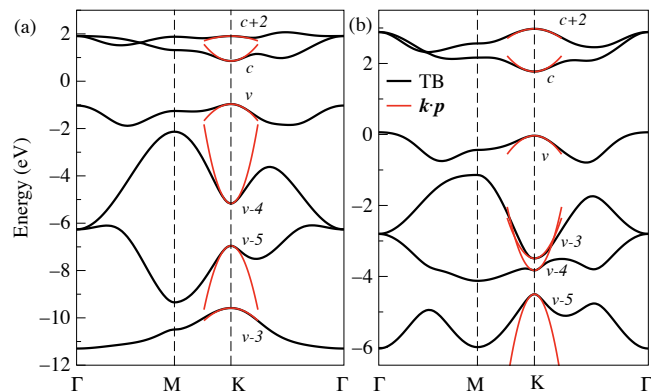 (a)
(b)
Energy (eV)
2
0
−2
−4
−6
−8
−10
−12
c+2
c
v
v-4
v-5
v-3
Γ
M
K
Γ
2
0
−2
−4
−6
c+2
c
TB
k·p
v
v-3
v-4
v-5
Γ
M
K
Γ